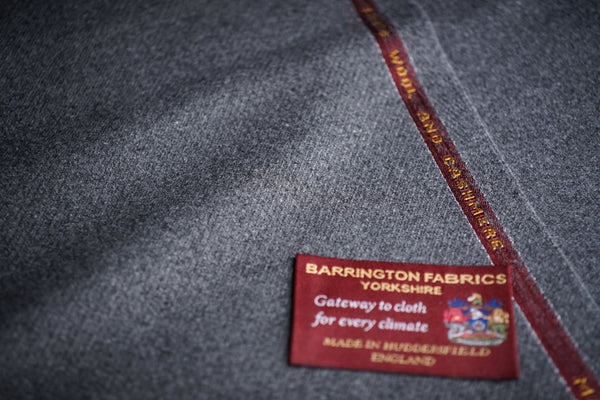 WOOL AND CASHMERE
M
BARRINGTON FABRICS
YORKSHIRE
Gateway to cloth
for every climate
MADE IN HUDDERSFIELD
ENGLAND